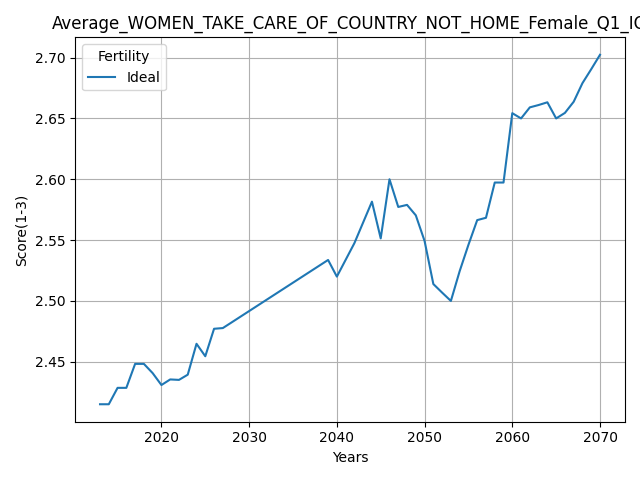 Average_WOMEN_TAKE_CARE_OF_COUNTRY_NOT_HOME_Female_Q1_IC
Fertility
Ideal
2.70
2.65
2.60
2.55
2.50
2.45
Score(1-3)
2020 2030 2040 2050 2060 2070
Years